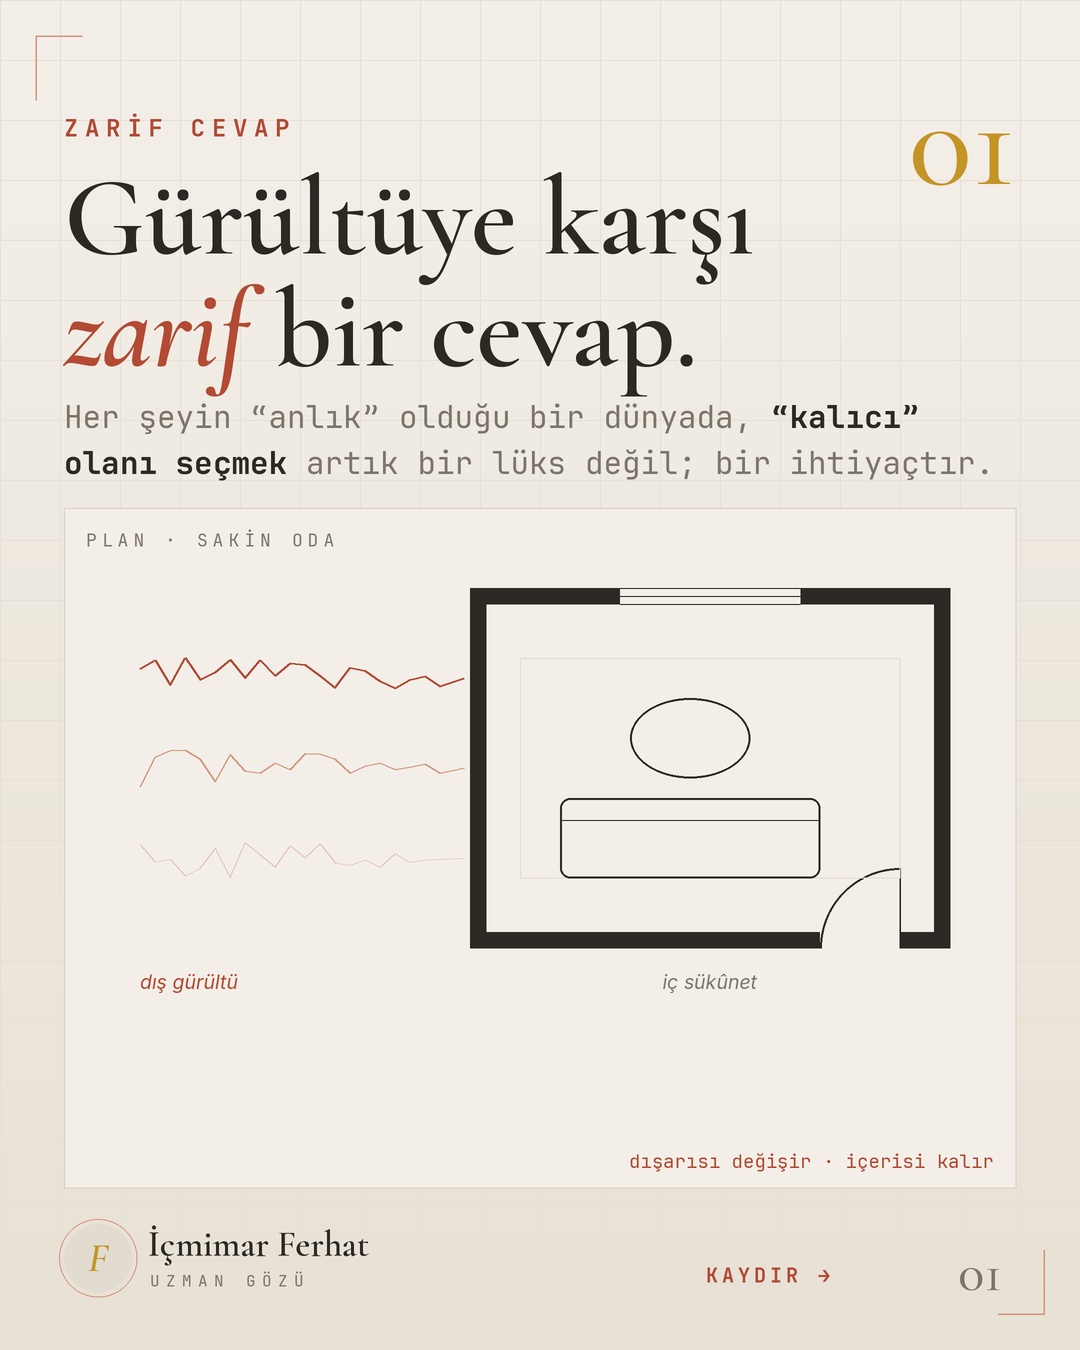 ZARİF CEVAP
01
Gürültüye karşı
zarif bir cevap.
Her şeyin “anlık” olduğu bir dünyada, “kalıcı”
olanı seçmek artık bir lüks değil; bir ihtiyaçtır.
PLAN · SAKİN ODA
dış gürültü
iç sükûnet
dışarısı değişir · içerisi kalır
F
İçmimar Ferhat
UZMAN GÖZÜ
KAYDIR →
01